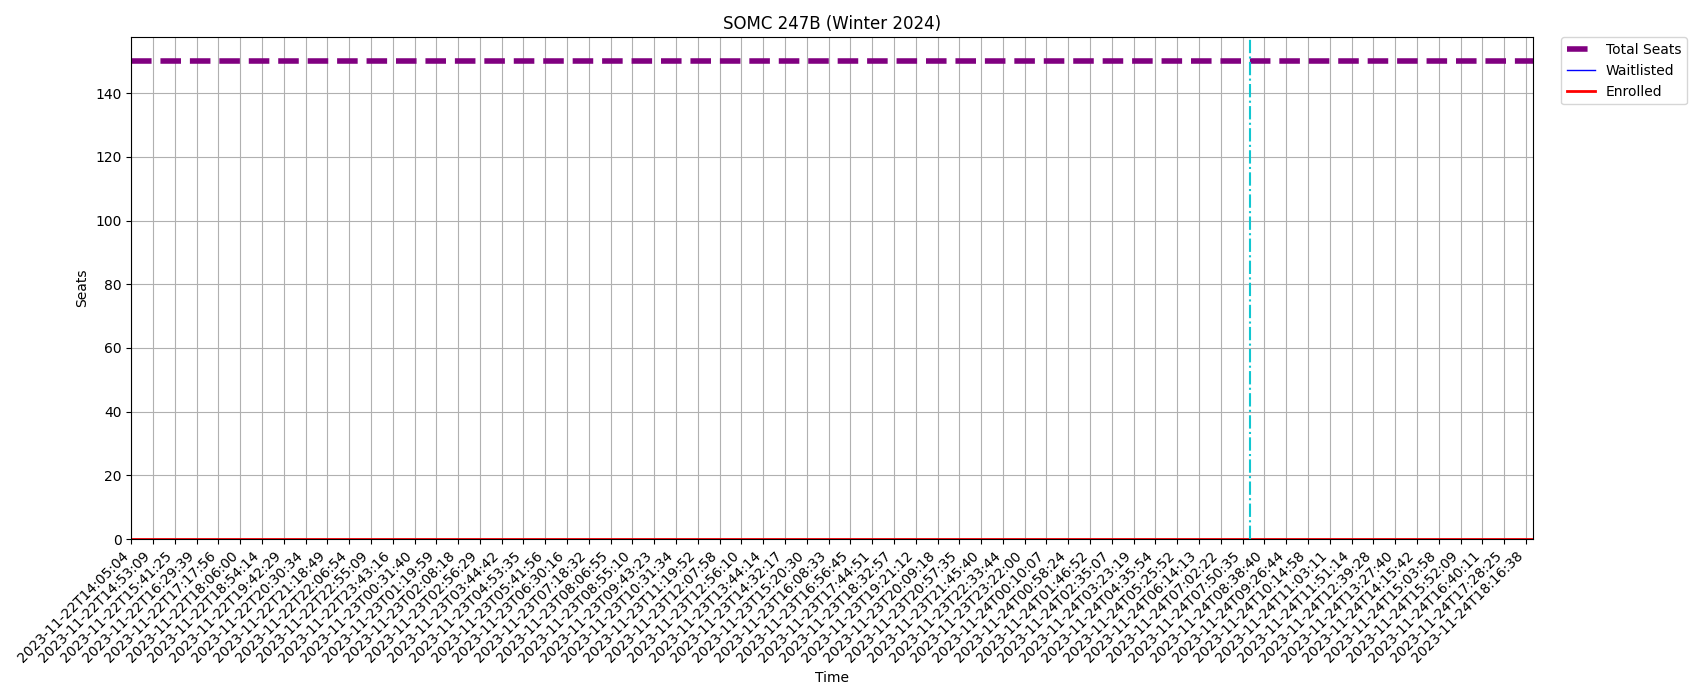 SOMC 247B (Winter 2024)
Total Seats
Waitlisted
Enrolled
Seats
140
120
100
80
60
40
20
0
2023-11-22T14:05:04
2023-11-22T14:53:09
2023-11-22T15:41:25
2023-11-22T16:29:39
2023-11-22T17:17:56
2023-11-22T18:06:00
2023-11-22T18:54:14
2023-11-22T19:42:29
2023-11-22T20:30:34
2023-11-22T21:18:49
2023-11-22T22:06:54
2023-11-22T22:55:09
2023-11-22T23:43:16
2023-11-23T00:31:40
2023-11-23T01:19:59
2023-11-23T02:08:18
2023-11-23T02:56:29
2023-11-23T03:44:42
2023-11-23T04:53:35
2023-11-23T05:41:56
2023-11-23T06:30:16
2023-11-23T07:18:32
2023-11-23T08:06:55
2023-11-23T08:55:10
2023-11-23T09:43:23
2023-11-23T10:31:34
2023-11-23T11:19:52
2023-11-23T12:07:58
2023-11-23T12:56:10
2023-11-23T13:44:14
2023-11-23T14:32:17
2023-11-23T15:20:30
2023-11-23T16:08:33
2023-11-23T16:56:45
2023-11-23T17:44:51
2023-11-23T18:32:57
2023-11-23T19:21:12
2023-11-23T20:09:18
2023-11-23T20:57:35
2023-11-23T21:45:40
2023-11-23T22:33:44
2023-11-23T23:22:00
2023-11-24T00:10:07
2023-11-24T00:58:24
2023-11-24T01:46:52
2023-11-24T02:35:07
2023-11-24T03:23:19
2023-11-24T04:35:54
2023-11-24T05:25:52
2023-11-24T06:14:13
2023-11-24T07:02:22
2023-11-24T07:50:35
2023-11-24T08:38:40
2023-11-24T09:26:44
2023-11-24T10:14:58
2023-11-24T11:03:11
2023-11-24T11:51:14
2023-11-24T12:39:28
2023-11-24T13:27:40
2023-11-24T14:15:42
2023-11-24T15:03:58
2023-11-24T15:52:09
2023-11-24T16:40:11
2023-11-24T17:28:25
2023-11-24T18:16:38
Time